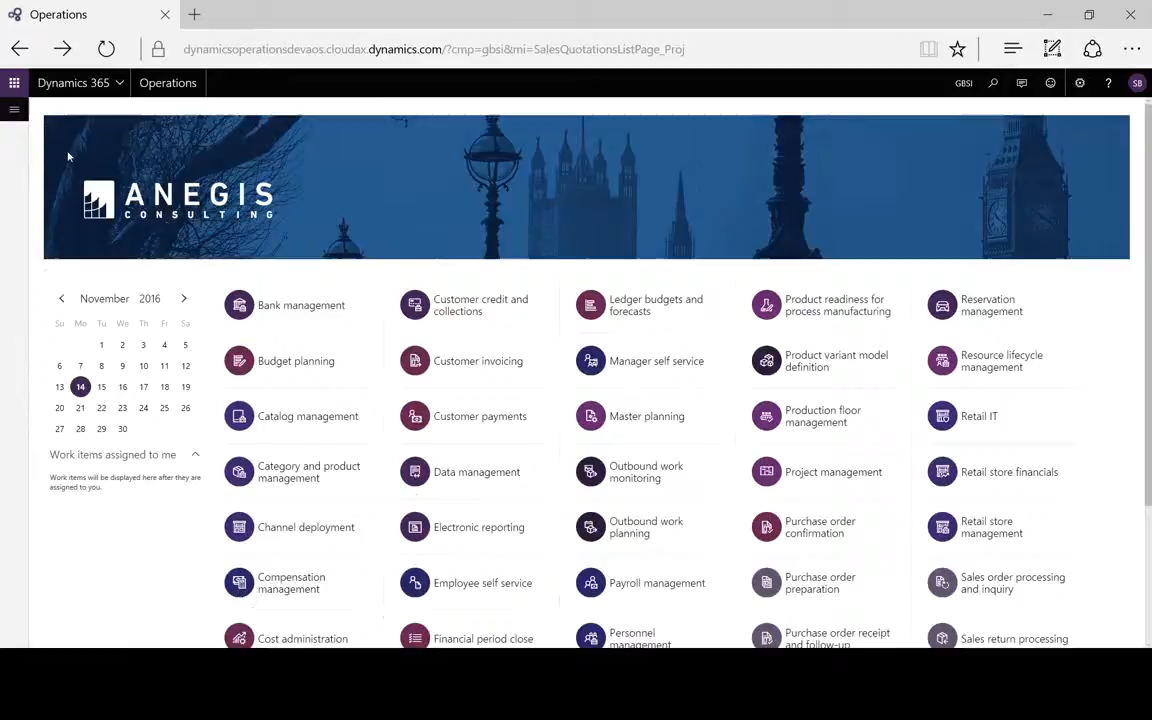 Operations
dynamicsoperationsdevaos.cloudax.dynamics.com/?cmp=gbsi&mi=SalesQuotationsListPage_Proj
Dynamics 365
Operations
GBSI
?
SB
ANEGIS
CONSULTING
November 2016
Su Mo Tu We Th Fr Sa
1 2 3 4 5
6 7 8 9 10 11 12
13 14 15 16 17 18 19
20 21 22 23 24 25 26
27 28 29 30
Work items assigned to me
Work items will be displayed here after they are
assigned to you.
Bank management
Budget planning
Catalog management
Category and product
management
Channel deployment
Compensation
management
Cost administration
Customer credit and
collections
Customer invoicing
Customer payments
Data management
Electronic reporting
Employee self service
Financial period close
Ledger budgets and
forecasts
Manager self service
Master planning
Outbound work
monitoring
Outbound work
planning
Payroll management
Personnel
management
Product readiness for
process manufacturing
Product variant model
definition
Production floor
management
Project management
Purchase order
confirmation
Purchase order
preparation
Purchase order receipt
and follow-up
Reservation
management
Resource lifecycle
management
Retail IT
Retail store financials
Retail store
management
Sales order processing
and inquiry
Sales return processing